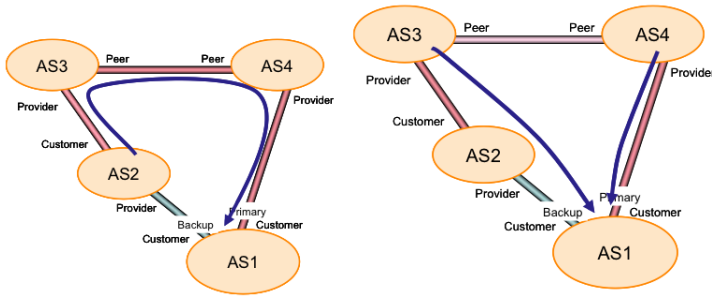 AS3
Peer
Peer
AS4
Provider
Provider
Customer
AS2
Provider
Backup
Primary
Customer
Customer
AS1
AS3
Peer
Peer
AS4
Provider
Provider
Customer
AS2
Provider
Primary
Backup
Customer
Customer
AS1